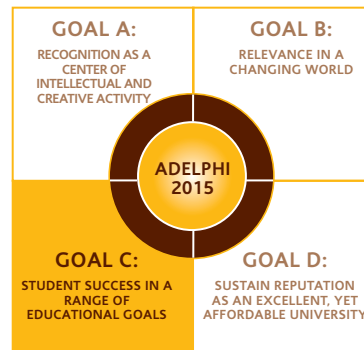 GOAL A:
RECOGNITION AS A
CENTER OF
INTELLECTUAL AND
CREATIVE ACTIVITY
GOAL B:
RELEVANCE IN A
CHANGING WORLD
ADELPHI
2015
GOAL C:
STUDENT SUCCESS IN A
RANGE OF
EDUCATIONAL GOALS
GOAL D:
SUSTAIN REPUTATION
AS AN EXCELLENT, YET
AFFORDABLE UNIVERSITY